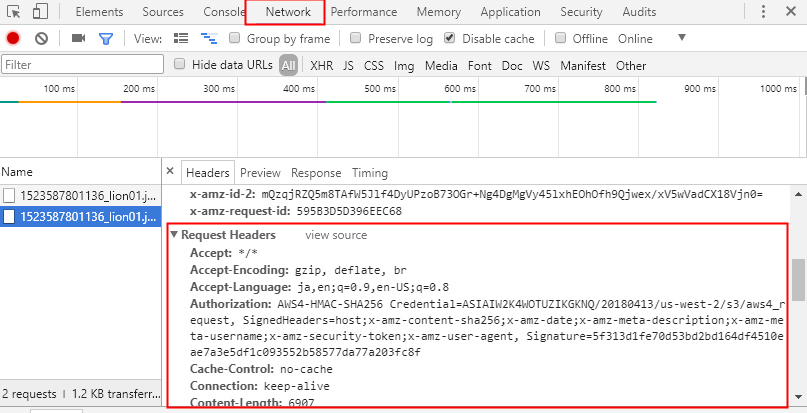 Elements Sources Console Network Performance Memory Application Security Audits
View: Group by frame Preserve log Disable cache Offline Online
Filter Hide data URLs All XHR JS CSS Img Media Font Doc WS Manifest Other
100 ms 200 ms 300 ms 400 ms 500 ms 600 ms 700 ms 800 ms 900 ms 1000 ms
Name Headers Preview Response Timing
1523587801136_lion01.j...
1523587801136_lion01.j...
x-amz-id-2: mQzqjRZQ5m8TAfW5Jlf4DyUPzoB73OGr+Ng4DgMgVy45lxhEOhOfh9Qjwex/xV5wVadCX18Vjn0=
x-amz-request-id: 595B3D5D396EEC68
Request Headers view source
Accept: */*
Accept-Encoding: gzip, deflate, br
Accept-Language: ja,en;q=0.9,en-US;q=0.8
Authorization: AWS4-HMAC-SHA256 Credential=ASIAIW2K4WOTUZIKGKNQ/20180413/us-west-2/s3/aws4_r
equest, SignedHeaders=host;x-amz-content-sha256;x-amz-date;x-amz-meta-description;x-amz-me
ta-username;x-amz-security-token;x-amz-user-agent, Signature=5f313d1fe70d53bd2bd164df4510e
ae7a3e5df1c093552b58577da77a203fc8f
Cache-Control: no-cache
Connection: keep-alive
Content-Length: 6907
2 requests | 1.2 KB transferr...